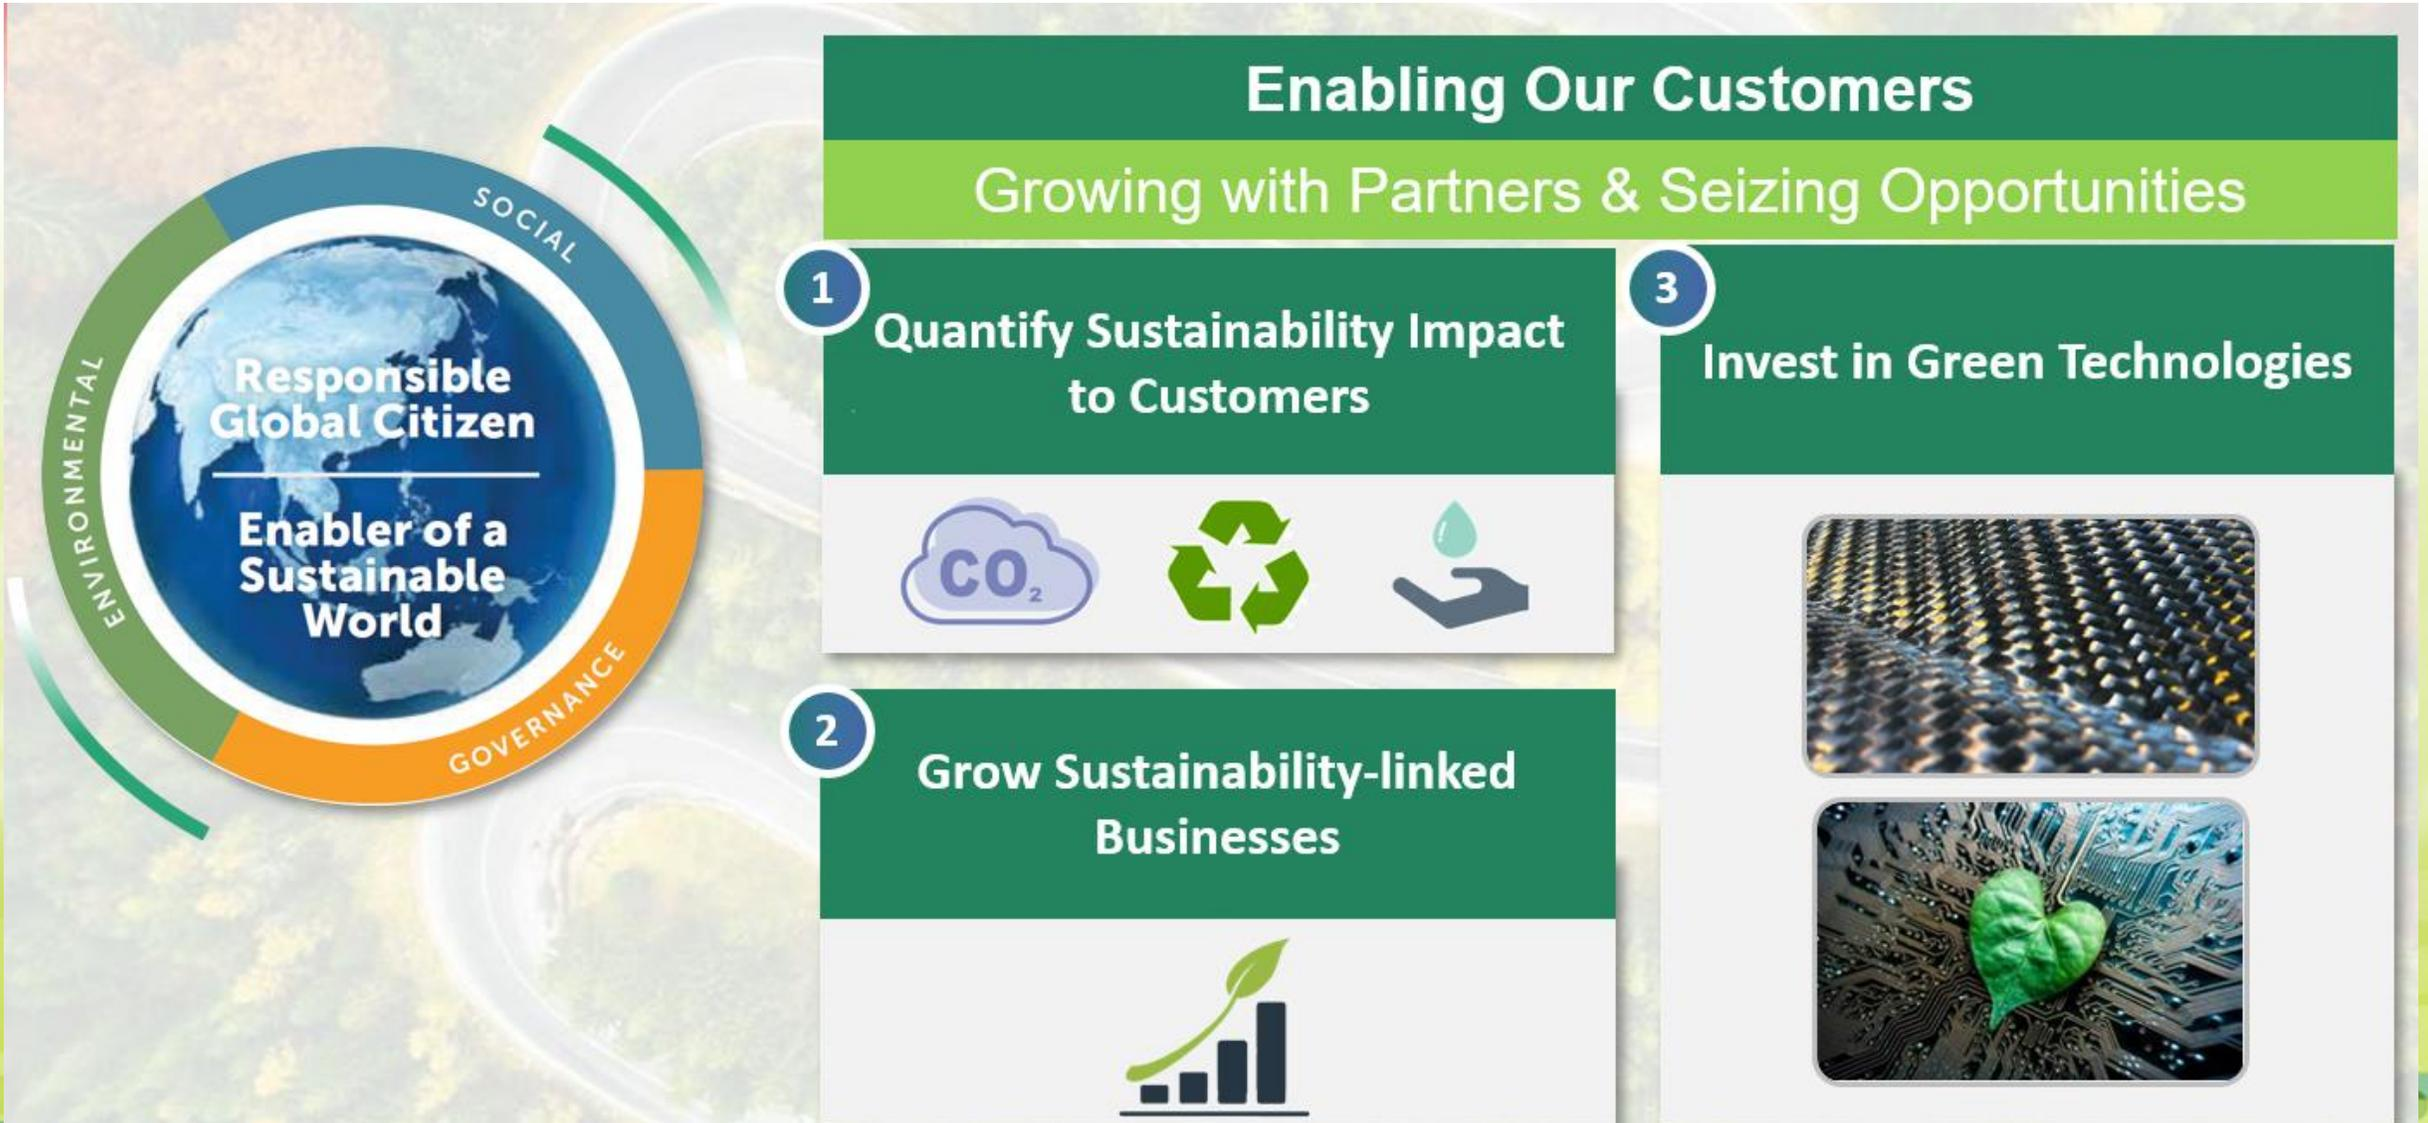 SOCIAL
ENVIRONMENTAL
GOVERNANCE
Responsible
Global Citizen
Enabler of a
Sustainable
World
Enabling Our Customers
Growing with Partners & Seizing Opportunities
1
Quantify Sustainability Impact
to Customers
CO₂
2
Grow Sustainability-linked
Businesses
3
Invest in Green Technologies